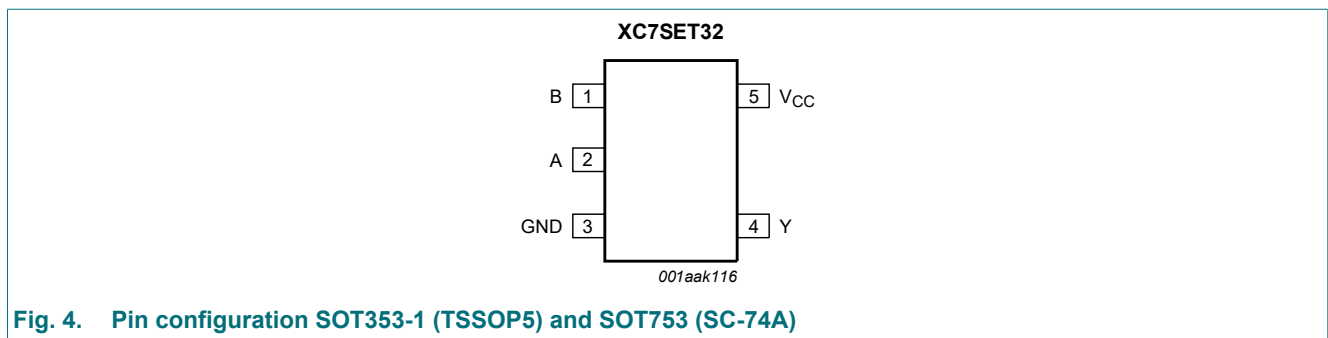 XC7SET32
B 1 5 VCC
A 2
GND 3 4 Y
001aak116
Fig. 4. Pin configuration SOT353-1 (TSSOP5) and SOT753 (SC-74A)